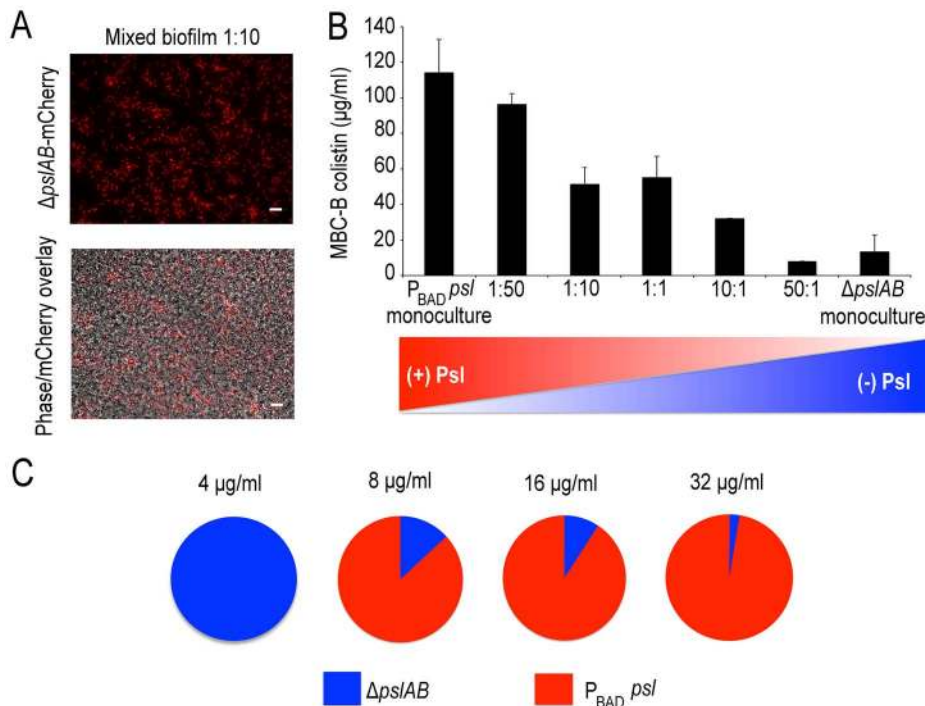 A
Mixed biofilm 1:10
ΔpslAB-mCherry
Phase/mCherry overlay
B
MBC-B colistin (µg/ml)
140
120
100
80
60
40
20
0
P_BAD psl 1:50 1:10 1:1 10:1 50:1 ΔpslAB
monoculture monoculture
(+) Psl
(-) Psl
C
4 µg/ml 8 µg/ml 16 µg/ml 32 µg/ml
ΔpslAB P_BAD psl